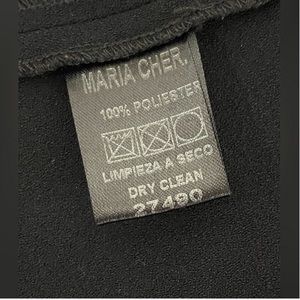 MARIA CHER.
100% POLIESTER
LIMPIEZA A SECO
DRY CLEAN
27490